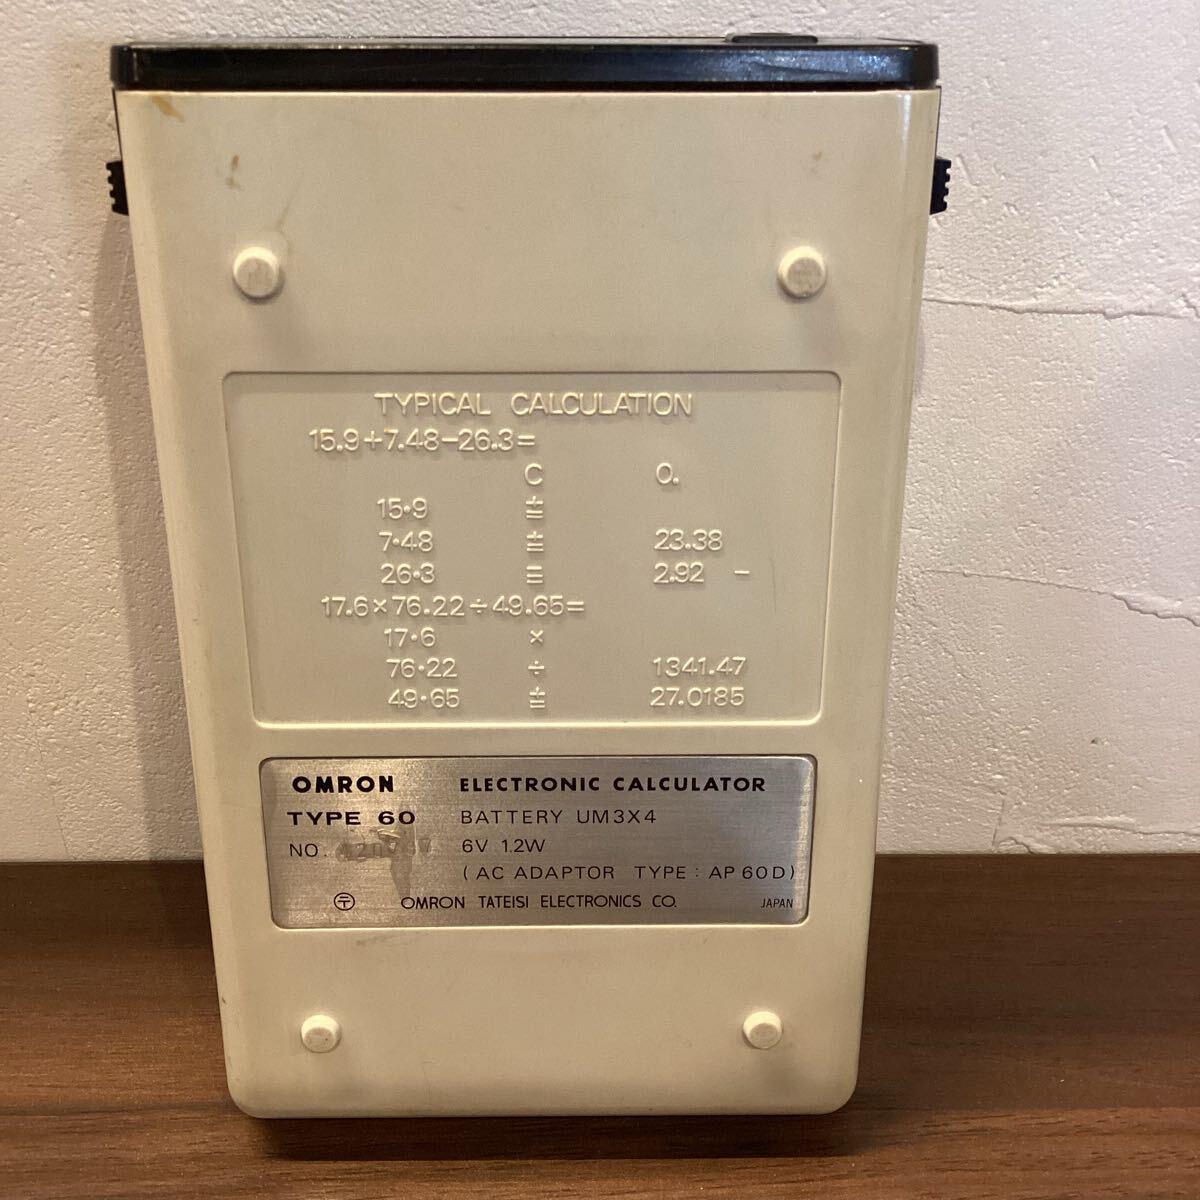 TYPICAL CALCULATION
15.9+7.48−26.3=
C 0.
15·9 ±
7·48 ± 23.38
26·3 = 2.92 −
17.6×76.22÷49.65=
17·6 ×
76·22 ÷ 1341.47
49·65 ± 27.0185
OMRON ELECTRONIC CALCULATOR
TYPE 60 BATTERY UM3X4
NO. 6V 1.2W
(AC ADAPTOR TYPE : AP60D)
〶 OMRON TATEISI ELECTRONICS CO. JAPAN